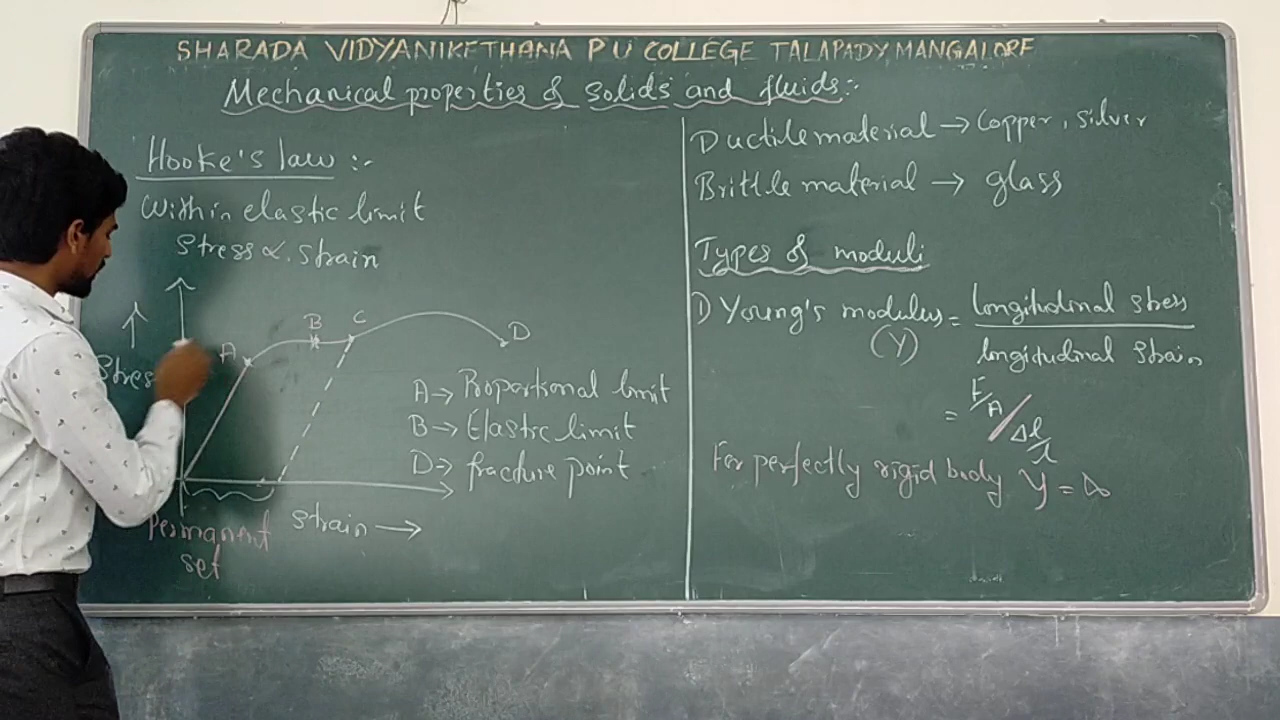 SHARADA VIDYANIKETHANA P U COLLEGE TALAPADY, MANGALORE
Mechanical properties of solids and fluids:-
Hooke's law :-
Within elastic limit
Stress ∝ Strain
Stress
A
B
C
D
A→ Proportional limit
B→ Elastic limit
D→ fracture point
Strain →
Permanent
set
Ductile material → Copper, silver
Brittle material → glass
Types of moduli
1) Young's modulus = longitudinal stress
(Y)
longitudinal strain
= F/A / Δl/l
For perfectly rigid body Y = ∞